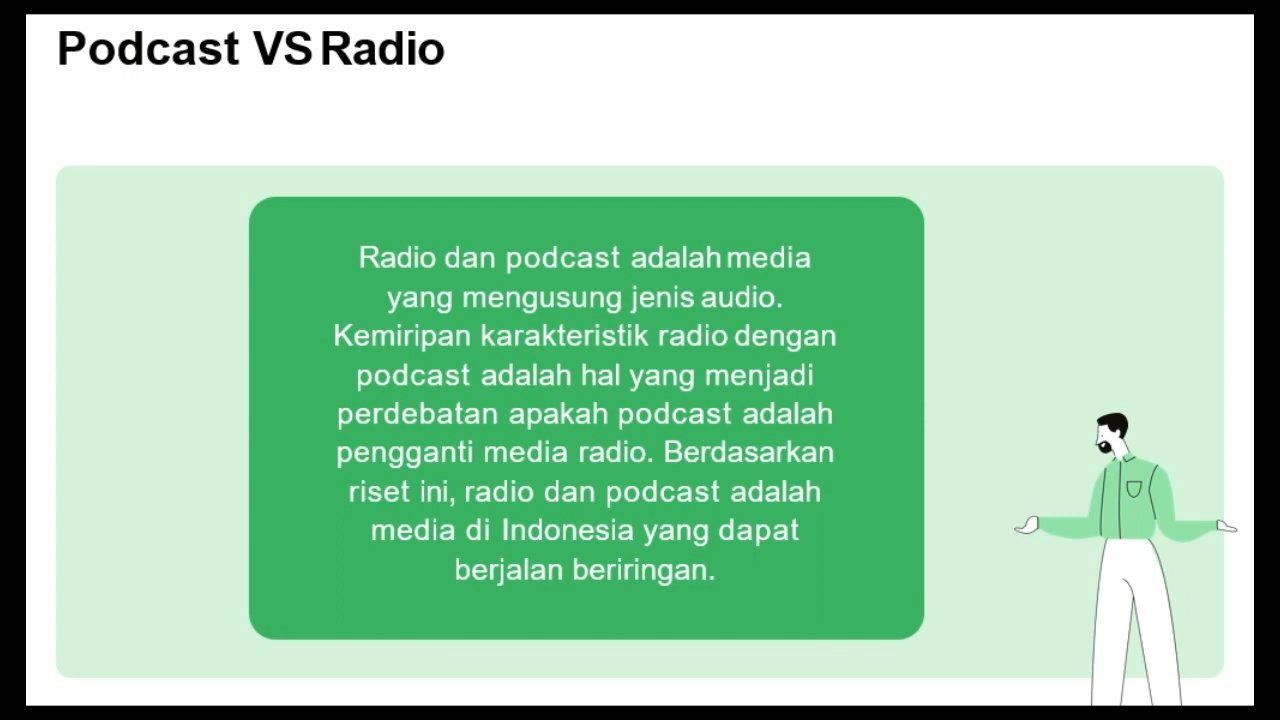 Podcast VS Radio
Radio dan podcast adalah media
yang mengusung jenis audio.
Kemiripan karakteristik radio dengan
podcast adalah hal yang menjadi
perdebatan apakah podcast adalah
pengganti media radio. Berdasarkan
riset ini, radio dan podcast adalah
media di Indonesia yang dapat
berjalan beriringan.